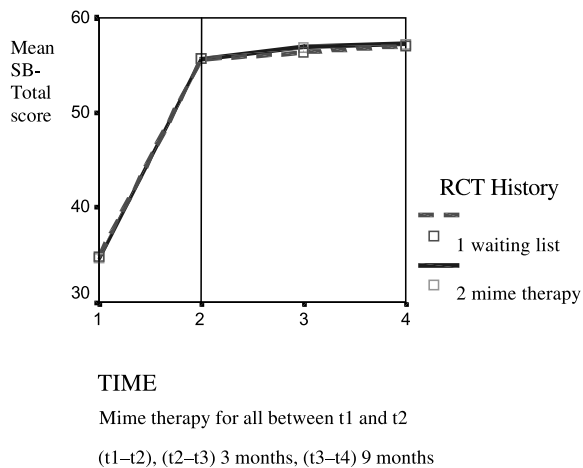 60
Mean
SB-
Total
score
50
40
30
1 2 3 4
RCT History
1 waiting list
2 mime therapy
TIME
Mime therapy for all between t1 and t2
(t1–t2), (t2–t3) 3 months, (t3–t4) 9 months